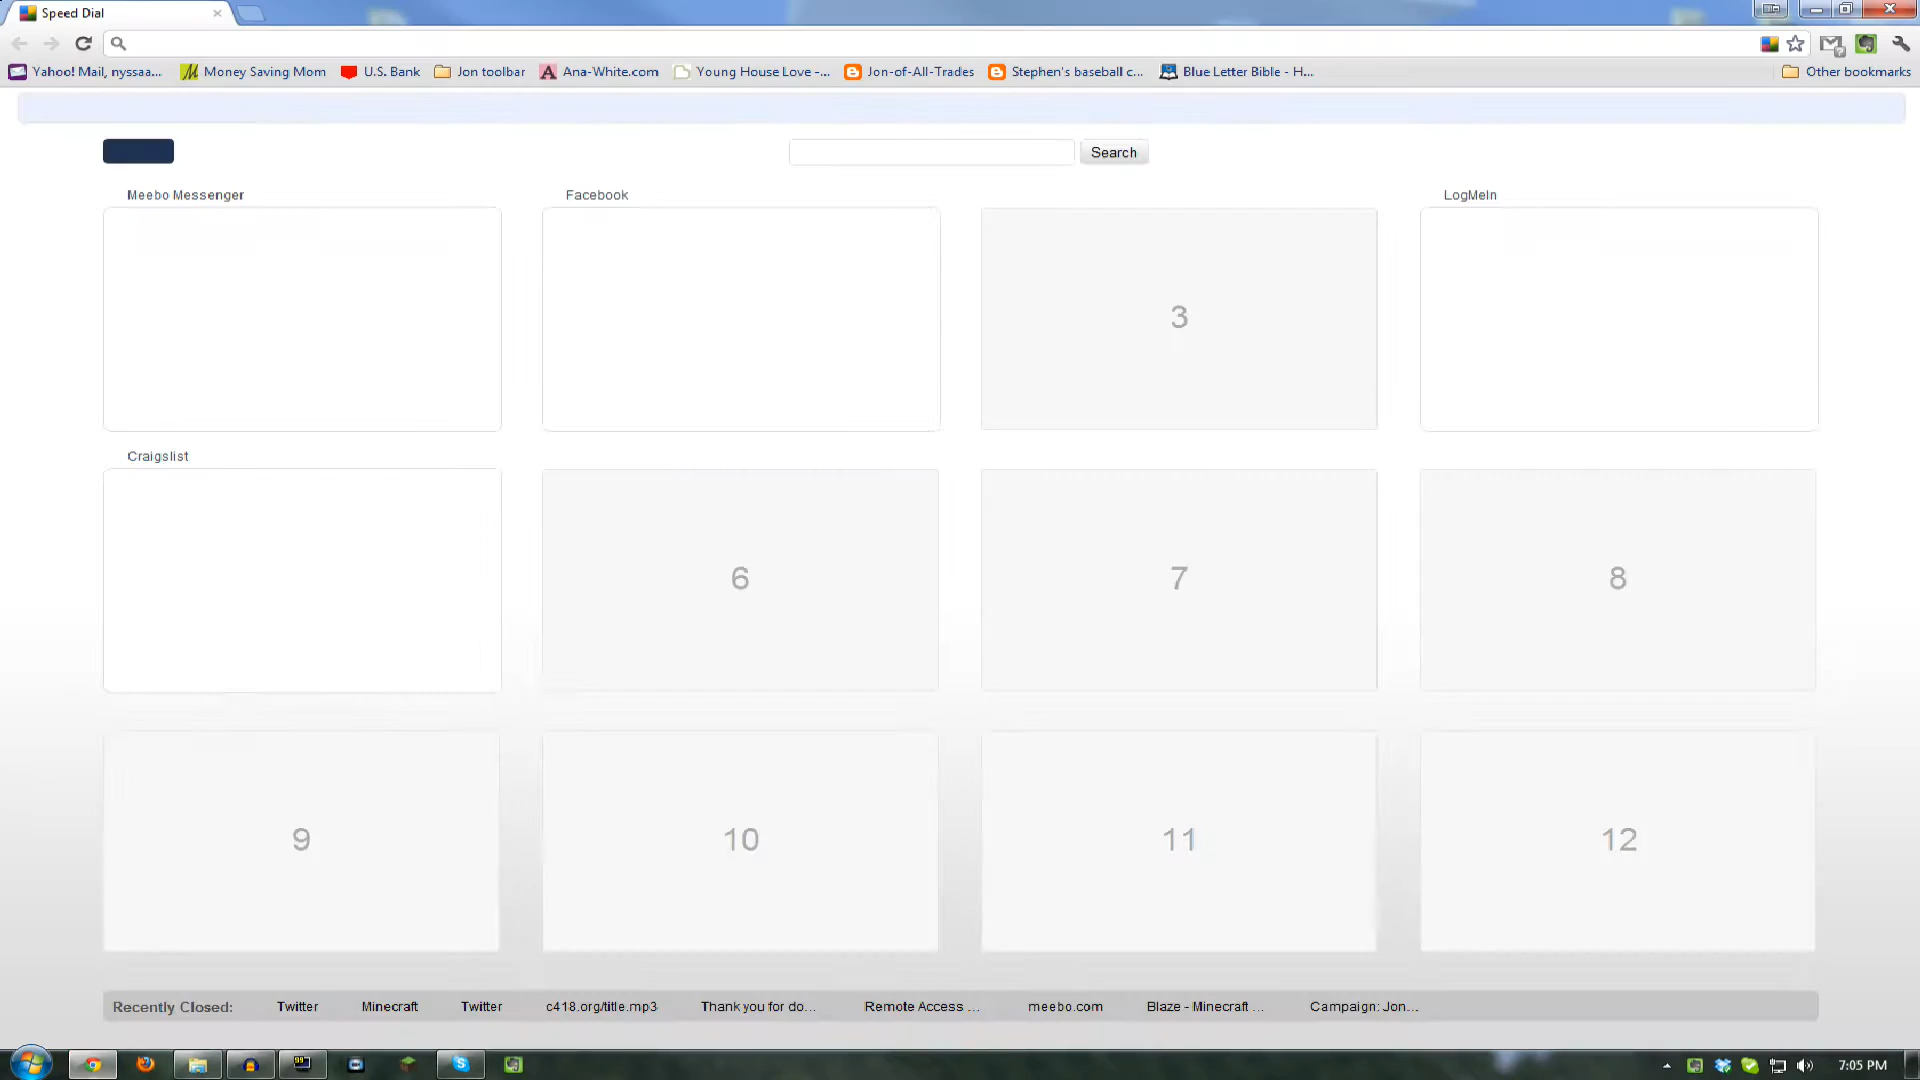 Speed Dial
Yahoo! Mail, nyssaa... Money Saving Mom U.S. Bank Jon toolbar Ana-White.com Young House Love -... Jon-of-All-Trades Stephen's baseball c... Blue Letter Bible - H... Other bookmarks
Search
Meebo Messenger Facebook LogMeIn
3
Craigslist
6 7 8
9 10 11 12
Recently Closed: Twitter Minecraft Twitter c418.org/title.mp3 Thank you for do... Remote Access ... meebo.com Blaze - Minecraft ... Campaign: Jon...
99
7:05 PM